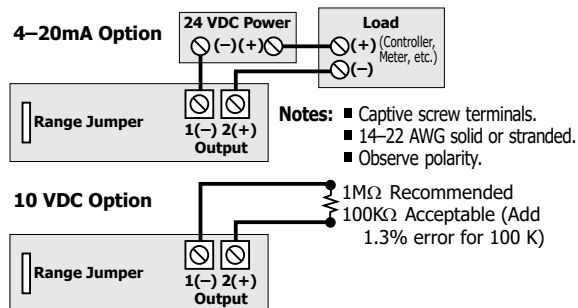 4–20mA Option
24 VDC Power
(–)(+)
Load
(+) (Controller,
Meter, etc.)
(–)
Range Jumper
1(–) 2(+)
Output
Notes: ■ Captive screw terminals.
■ 14–22 AWG solid or stranded.
■ Observe polarity.
10 VDC Option
1MΩ Recommended
100KΩ Acceptable (Add
1.3% error for 100 K)
Range Jumper
1(–) 2(+)
Output